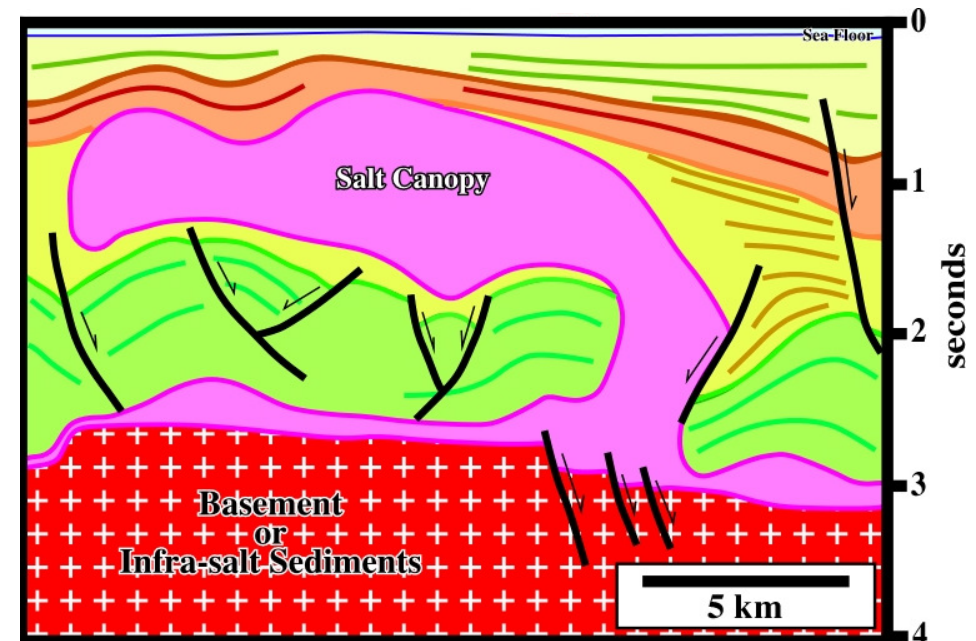 0
Sea Floor
Salt Canopy
1
2
seconds
3
Basement
or
Infra-salt Sediments
5 km
4